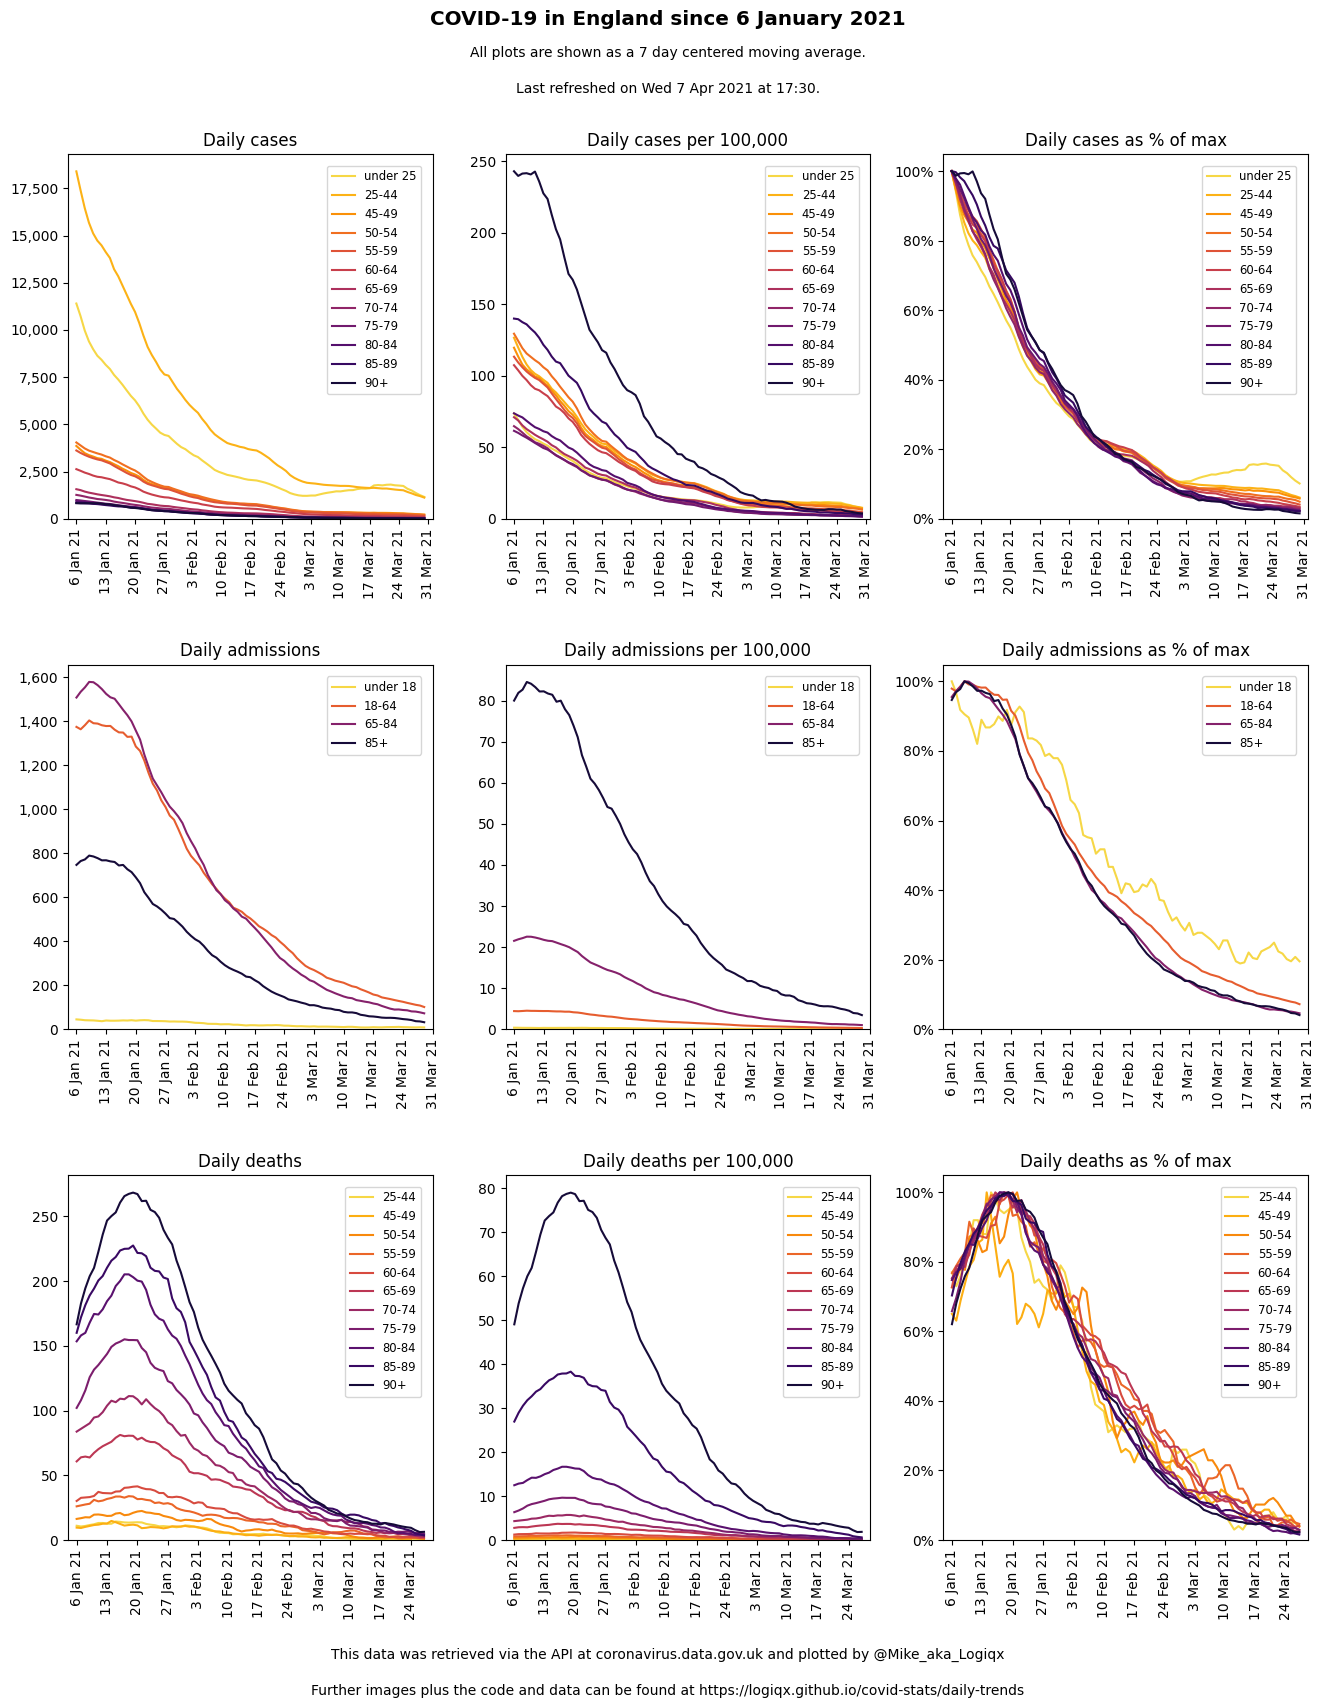 COVID-19 in England since 6 January 2021
All plots are shown as a 7 day centered moving average.
Last refreshed on Wed 7 Apr 2021 at 17:30.
Daily cases
17,500
15,000
12,500
10,000
7,500
5,000
2,500
0
under 25
25-44
45-49
50-54
55-59
60-64
65-69
70-74
75-79
80-84
85-89
90+
6 Jan 21
13 Jan 21
20 Jan 21
27 Jan 21
3 Feb 21
10 Feb 21
17 Feb 21
24 Feb 21
3 Mar 21
10 Mar 21
17 Mar 21
24 Mar 21
31 Mar 21
Daily cases per 100,000
250
200
150
100
50
0
under 25
25-44
45-49
50-54
55-59
60-64
65-69
70-74
75-79
80-84
85-89
90+
6 Jan 21
13 Jan 21
20 Jan 21
27 Jan 21
3 Feb 21
10 Feb 21
17 Feb 21
24 Feb 21
3 Mar 21
10 Mar 21
17 Mar 21
24 Mar 21
31 Mar 21
Daily cases as % of max
100%
80%
60%
40%
20%
0%
under 25
25-44
45-49
50-54
55-59
60-64
65-69
70-74
75-79
80-84
85-89
90+
6 Jan 21
13 Jan 21
20 Jan 21
27 Jan 21
3 Feb 21
10 Feb 21
17 Feb 21
24 Feb 21
3 Mar 21
10 Mar 21
17 Mar 21
24 Mar 21
31 Mar 21
Daily admissions
1,600
1,400
1,200
1,000
800
600
400
200
0
under 18
18-64
65-84
85+
6 Jan 21
13 Jan 21
20 Jan 21
27 Jan 21
3 Feb 21
10 Feb 21
17 Feb 21
24 Feb 21
3 Mar 21
10 Mar 21
17 Mar 21
24 Mar 21
31 Mar 21
Daily admissions per 100,000
80
70
60
50
40
30
20
10
0
under 18
18-64
65-84
85+
6 Jan 21
13 Jan 21
20 Jan 21
27 Jan 21
3 Feb 21
10 Feb 21
17 Feb 21
24 Feb 21
3 Mar 21
10 Mar 21
17 Mar 21
24 Mar 21
31 Mar 21
Daily admissions as % of max
100%
80%
60%
40%
20%
0%
under 18
18-64
65-84
85+
6 Jan 21
13 Jan 21
20 Jan 21
27 Jan 21
3 Feb 21
10 Feb 21
17 Feb 21
24 Feb 21
3 Mar 21
10 Mar 21
17 Mar 21
24 Mar 21
31 Mar 21
Daily deaths
250
200
150
100
50
0
25-44
45-49
50-54
55-59
60-64
65-69
70-74
75-79
80-84
85-89
90+
6 Jan 21
13 Jan 21
20 Jan 21
27 Jan 21
3 Feb 21
10 Feb 21
17 Feb 21
24 Feb 21
3 Mar 21
10 Mar 21
17 Mar 21
24 Mar 21
Daily deaths per 100,000
80
70
60
50
40
30
20
10
0
25-44
45-49
50-54
55-59
60-64
65-69
70-74
75-79
80-84
85-89
90+
6 Jan 21
13 Jan 21
20 Jan 21
27 Jan 21
3 Feb 21
10 Feb 21
17 Feb 21
24 Feb 21
3 Mar 21
10 Mar 21
17 Mar 21
24 Mar 21
Daily deaths as % of max
100%
80%
60%
40%
20%
0%
25-44
45-49
50-54
55-59
60-64
65-69
70-74
75-79
80-84
85-89
90+
6 Jan 21
13 Jan 21
20 Jan 21
27 Jan 21
3 Feb 21
10 Feb 21
17 Feb 21
24 Feb 21
3 Mar 21
10 Mar 21
17 Mar 21
24 Mar 21
This data was retrieved via the API at coronavirus.data.gov.uk and plotted by @Mike_aka_Logiqx
Further images plus the code and data can be found at https://logiqx.github.io/covid-stats/daily-trends